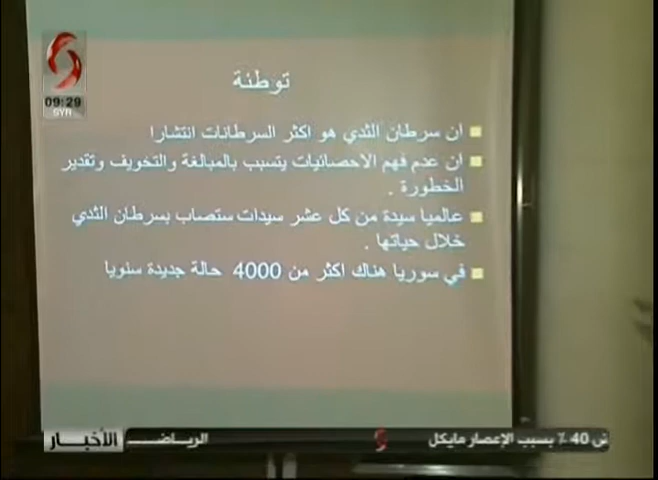 09:29
SYR
توطئة
ان سرطان الثدي هو اكثر السرطانات انتشارا
ان عدم فهم الاحصائيات يتسبب بالمبالغة والتخويف وتقدير
الخطورة .
عالميا سيدة من كل عشر سيدات ستصاب بسرطان الثدي
خلال حياتها .
في سوريا هناك اكثر من 4000 حالة جديدة سنويا
الأخبار
40 % بسبب الإعصار مايكل
الرياض